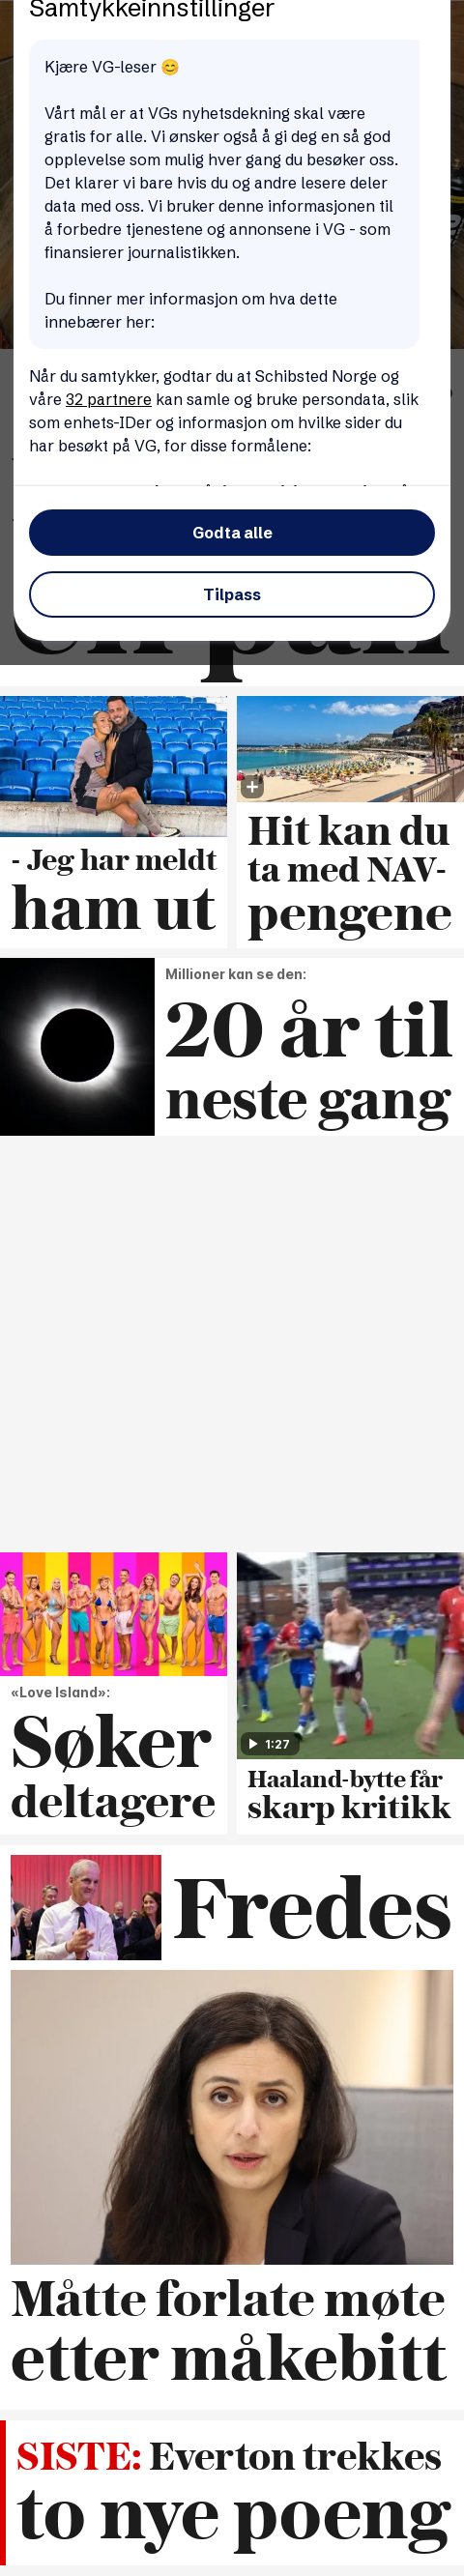 Samtykkeinnstillinger
Kjære VG-leser 😊
Vårt mål er at VGs nyhetsdekning skal være
gratis for alle. Vi ønsker også å gi deg en så god
opplevelse som mulig hver gang du besøker oss.
Det klarer vi bare hvis du og andre lesere deler
data med oss. Vi bruker denne informasjonen til
å forbedre tjenestene og annonsene i VG - som
finansierer journalistikken.
Du finner mer informasjon om hva dette
innebærer her:
Når du samtykker, godtar du at Schibsted Norge og
våre 32 partnere kan samle og bruke persondata, slik
som enhets-IDer og informasjon om hvilke sider du
har besøkt på VG, for disse formålene:
Godta alle
Tilpass
- Jeg har meldt
ham ut
Hit kan du
ta med NAV-
pengene
Millioner kan se den:
20 år til
neste gang
«Love Island»:
Søker
deltagere
1:27
Haaland-bytte får
skarp kritikk
Fredes
Måtte forlate møte
etter måkebitt
SISTE: Everton trekkes
to nye poeng